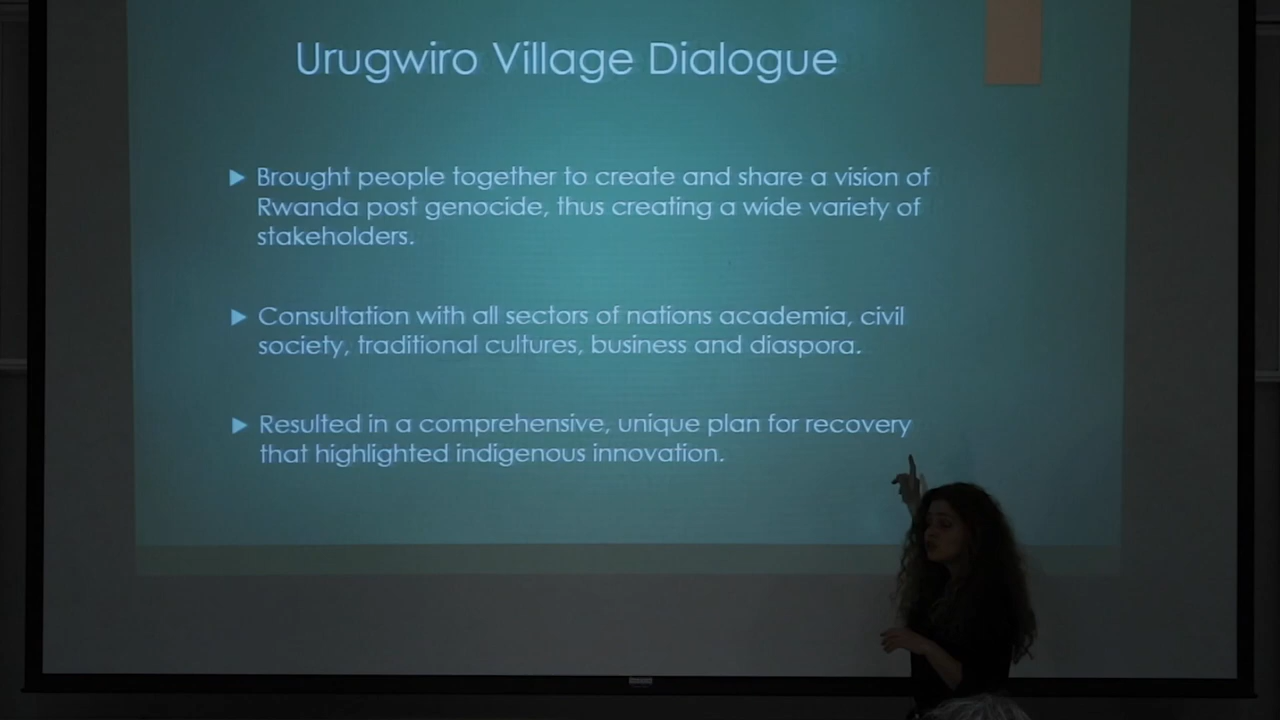 Urugwiro Village Dialogue
Brought people together to create and share a vision of
Rwanda post genocide, thus creating a wide variety of
stakeholders.
Consultation with all sectors of nations academia, civil
society, traditional cultures, business and diaspora.
Resulted in a comprehensive, unique plan for recovery
that highlighted indigenous innovation.